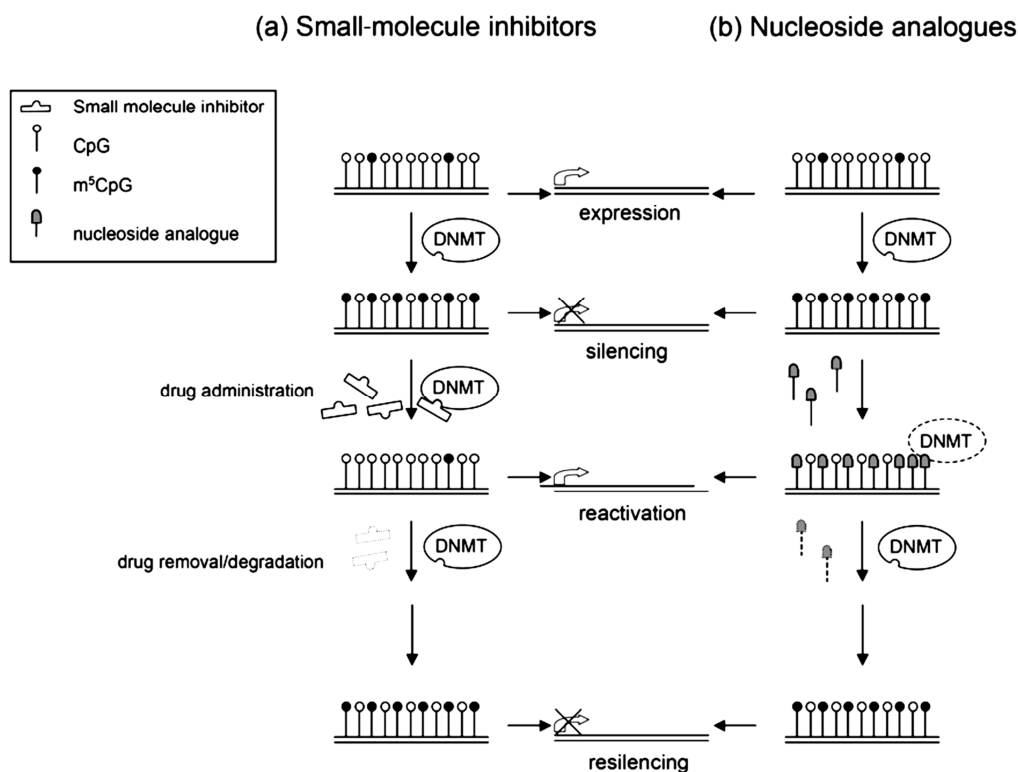 (a) Small-molecule inhibitors
(b) Nucleoside analogues
Small molecule inhibitor
CpG
m⁵CpG
nucleoside analogue
expression
DNMT
DNMT
silencing
drug administration
DNMT
DNMT
reactivation
drug removal/degradation
DNMT
DNMT
resilencing